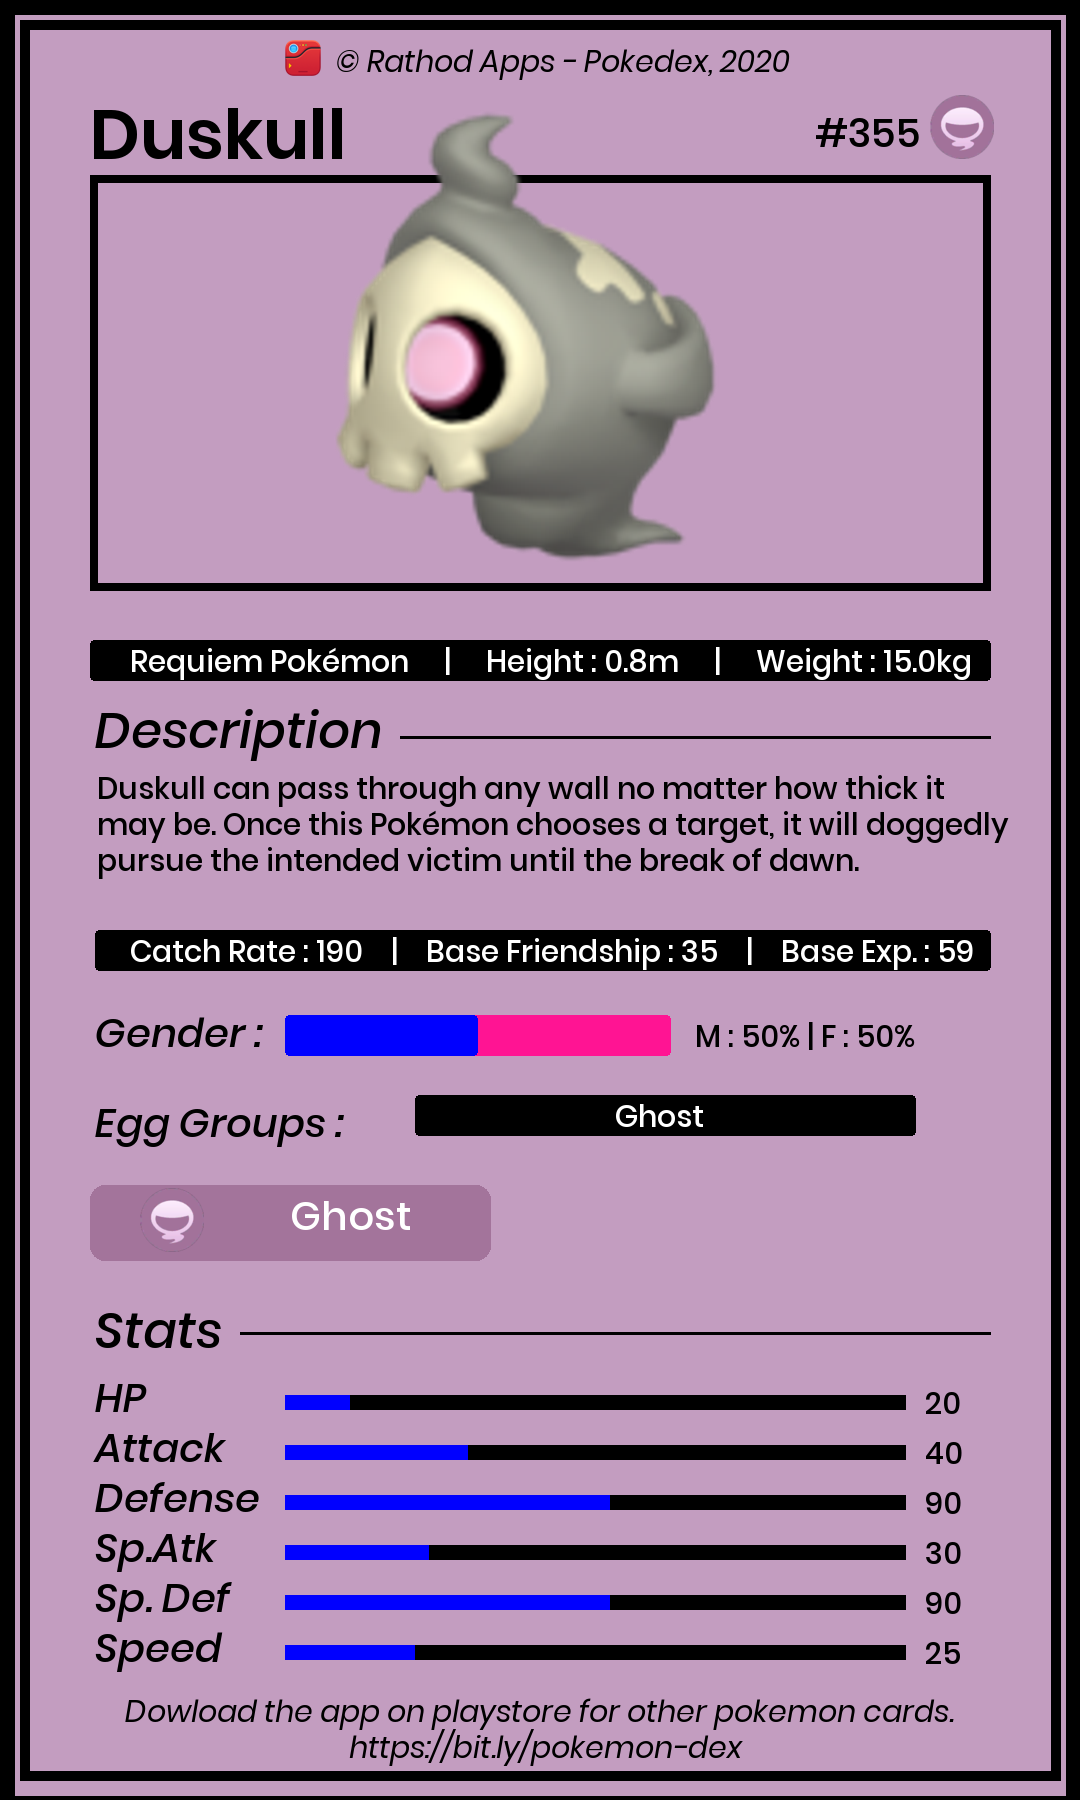 © Rathod Apps - Pokedex, 2020
Duskull #355
Requiem Pokémon | Height : 0.8m | Weight : 15.0kg
Description
Duskull can pass through any wall no matter how thick it
may be. Once this Pokémon chooses a target, it will doggedly
pursue the intended victim until the break of dawn.
Catch Rate : 190 | Base Friendship : 35 | Base Exp. : 59
Gender : M : 50% | F : 50%
Egg Groups : Ghost
Ghost
Stats
HP 20
Attack 40
Defense 90
Sp.Atk 30
Sp. Def 90
Speed 25
Dowload the app on playstore for other pokemon cards.
https://bit.ly/pokemon-dex